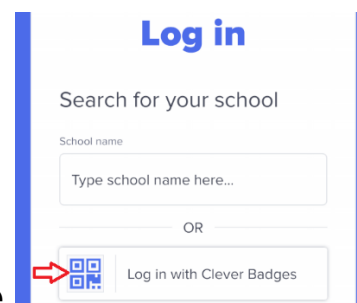 Log in
Search for your school
School name
Type school name here...
OR
Log in with Clever Badges